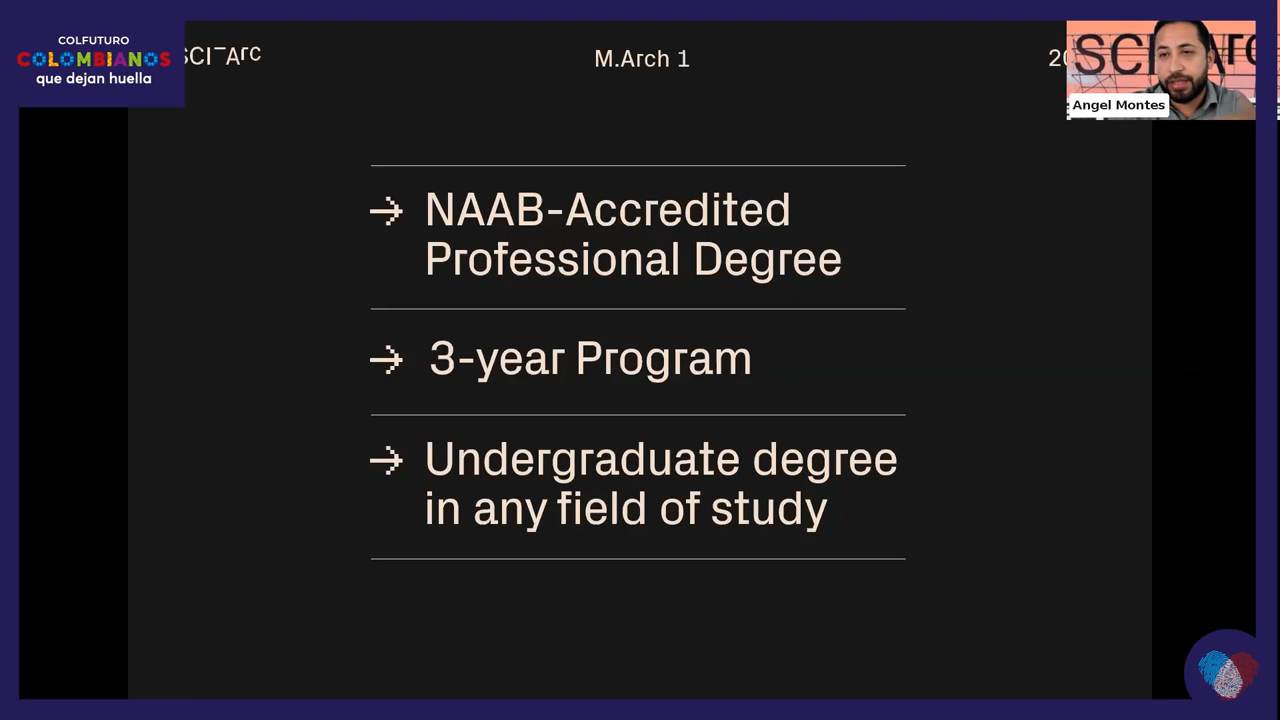 COLFUTURO
COLOMBIANOS
que dejan huella
SCI-Arc
M.Arch 1
Angel Montes
→ NAAB-Accredited
Professional Degree
→ 3-year Program
→ Undergraduate degree
in any field of study